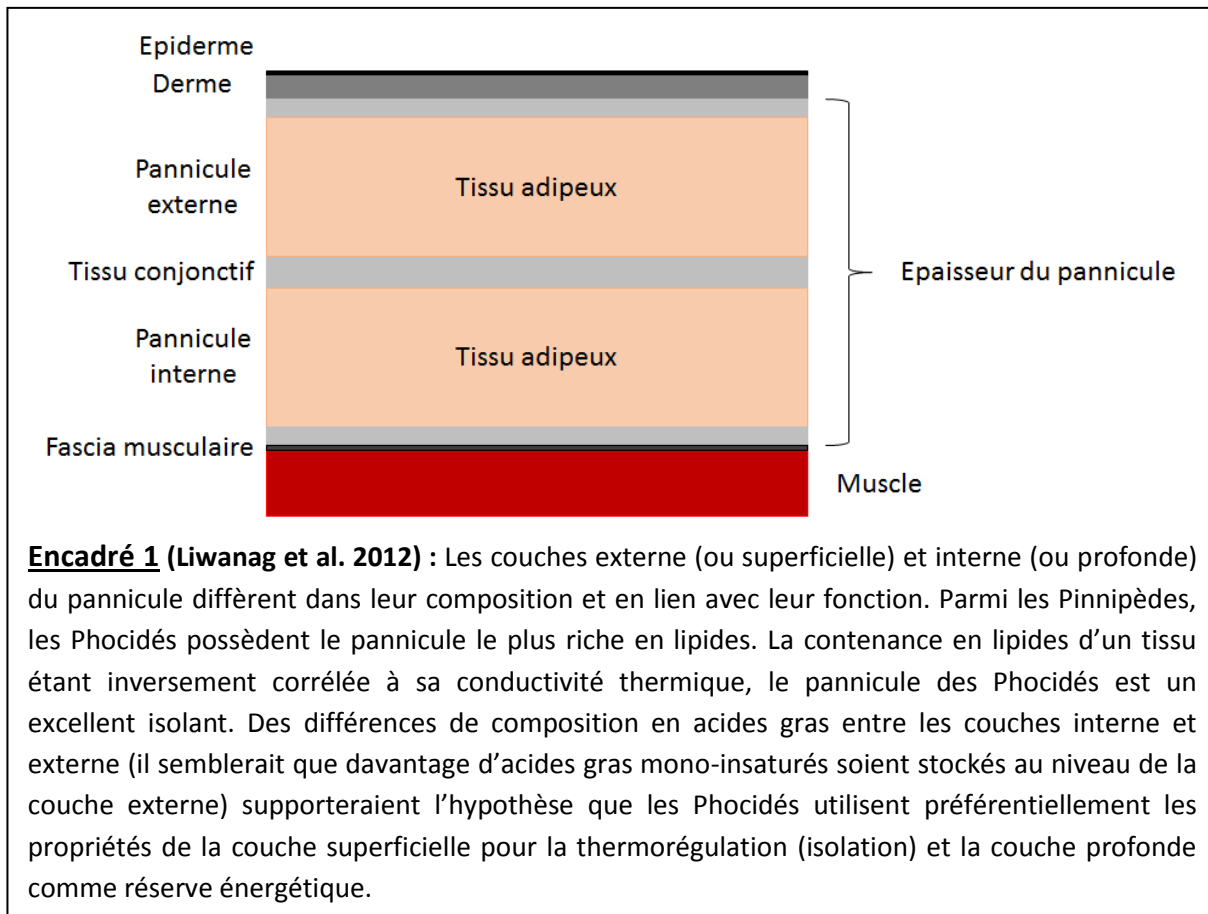 Epiderme
Derme
Pannicule
externe
Tissu adipeux
Tissu conjonctif
Epaisseur du pannicule
Pannicule
interne
Tissu adipeux
Fascia musculaire
Muscle
Encadré 1 (Liwanag et al. 2012) : Les couches externe (ou superficielle) et interne (ou profonde)
du pannicule diffèrent dans leur composition et en lien avec leur fonction. Parmi les Pinnipèdes,
les Phocidés possèdent le pannicule le plus riche en lipides. La contenance en lipides d’un tissu
étant inversement corrélée à sa conductivité thermique, le pannicule des Phocidés est un
excellent isolant. Des différences de composition en acides gras entre les couches interne et
externe (il semblerait que davantage d’acides gras mono-insaturés soient stockés au niveau de la
couche externe) supporteraient l’hypothèse que les Phocidés utilisent préférentiellement les
propriétés de la couche superficielle pour la thermorégulation (isolation) et la couche profonde
comme réserve énergétique.